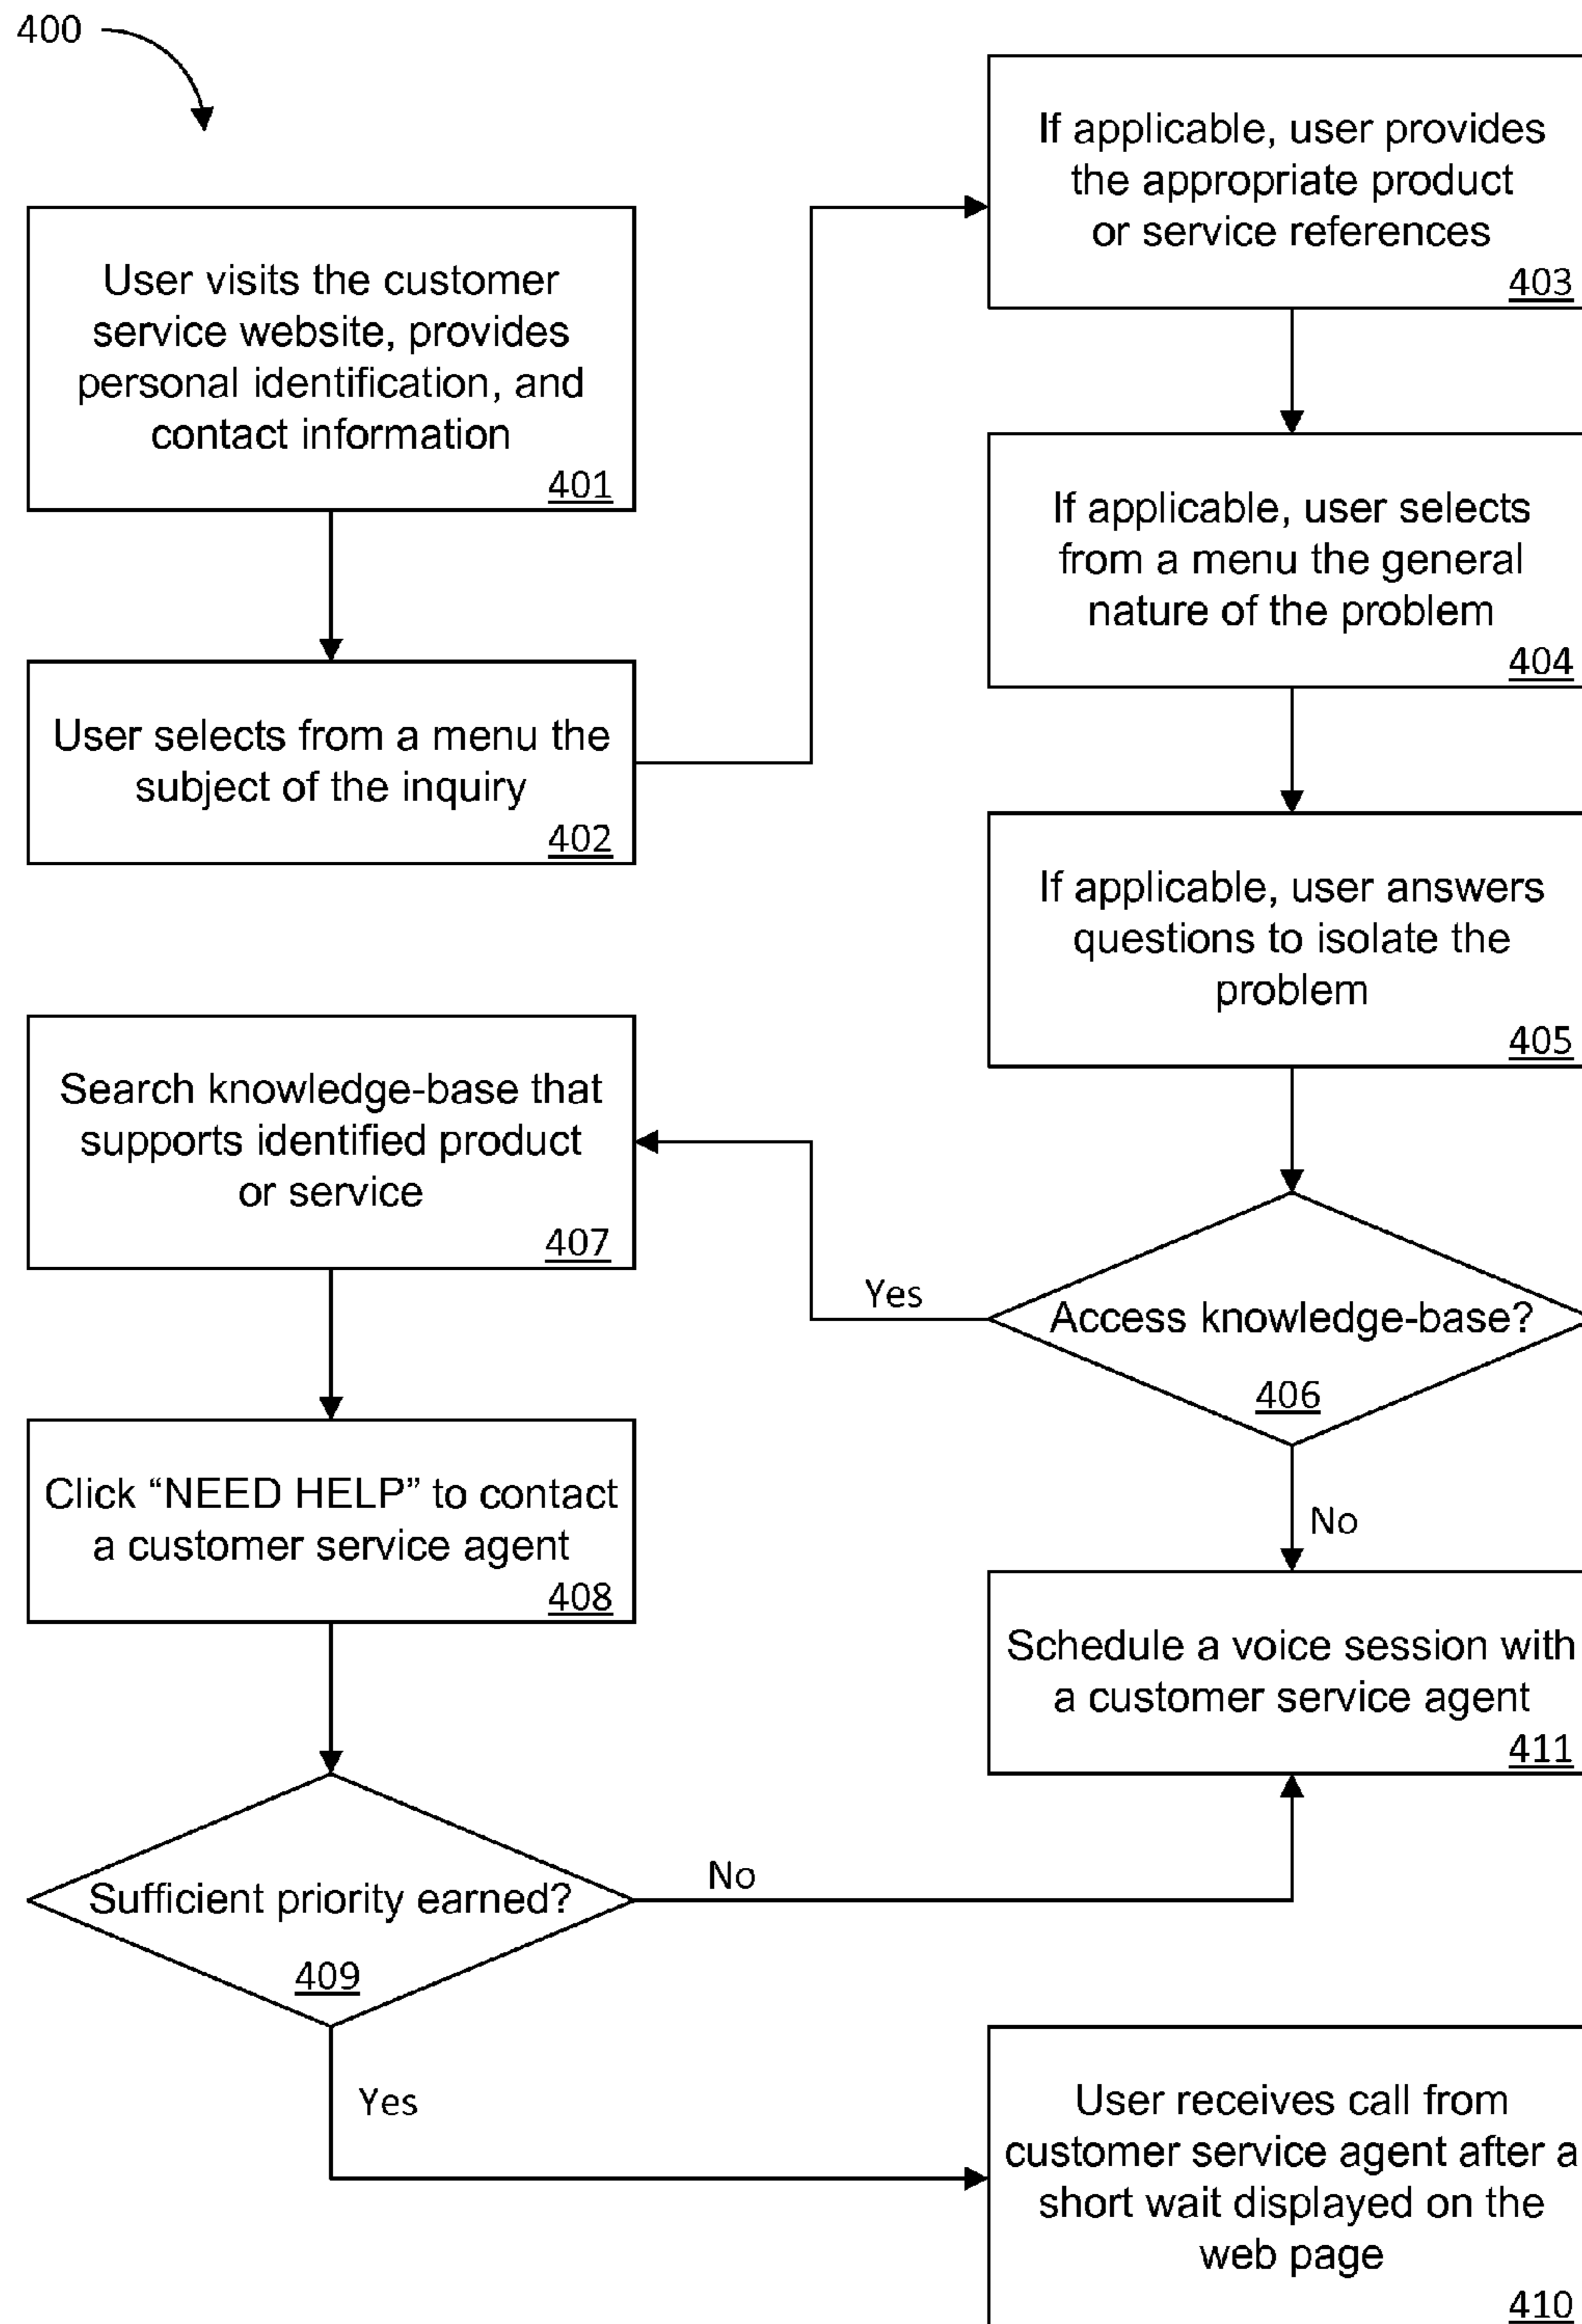 400
User visits the customer
service website, provides
personal identification, and
contact information
401
User selects from a menu the
subject of the inquiry
402
If applicable, user provides
the appropriate product
or service references
403
If applicable, user selects
from a menu the general
nature of the problem
404
If applicable, user answers
questions to isolate the
problem
405
Access knowledge-base?
406
Yes
No
Search knowledge-base that
supports identified product
or service
407
Click “NEED HELP” to contact
a customer service agent
408
Sufficient priority earned?
409
No
Yes
User receives call from
customer service agent after a
short wait displayed on the
web page
410
Schedule a voice session with
a customer service agent
411